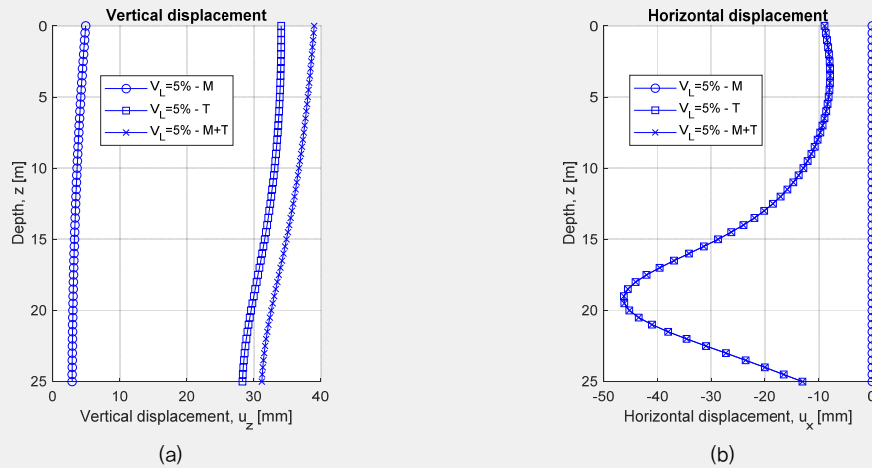 Vertical displacement
0
5
10
15
20
25
Depth, z [m]
V_L=5% - M
V_L=5% - T
V_L=5% - M+T
0 10 20 30 40
Vertical displacement, u_z [mm]
(a)
Horizontal displacement
0
5
10
15
20
25
Depth, z [m]
V_L=5% - M
V_L=5% - T
V_L=5% - M+T
-50 -40 -30 -20 -10 0
Horizontal displacement, u_x [mm]
(b)